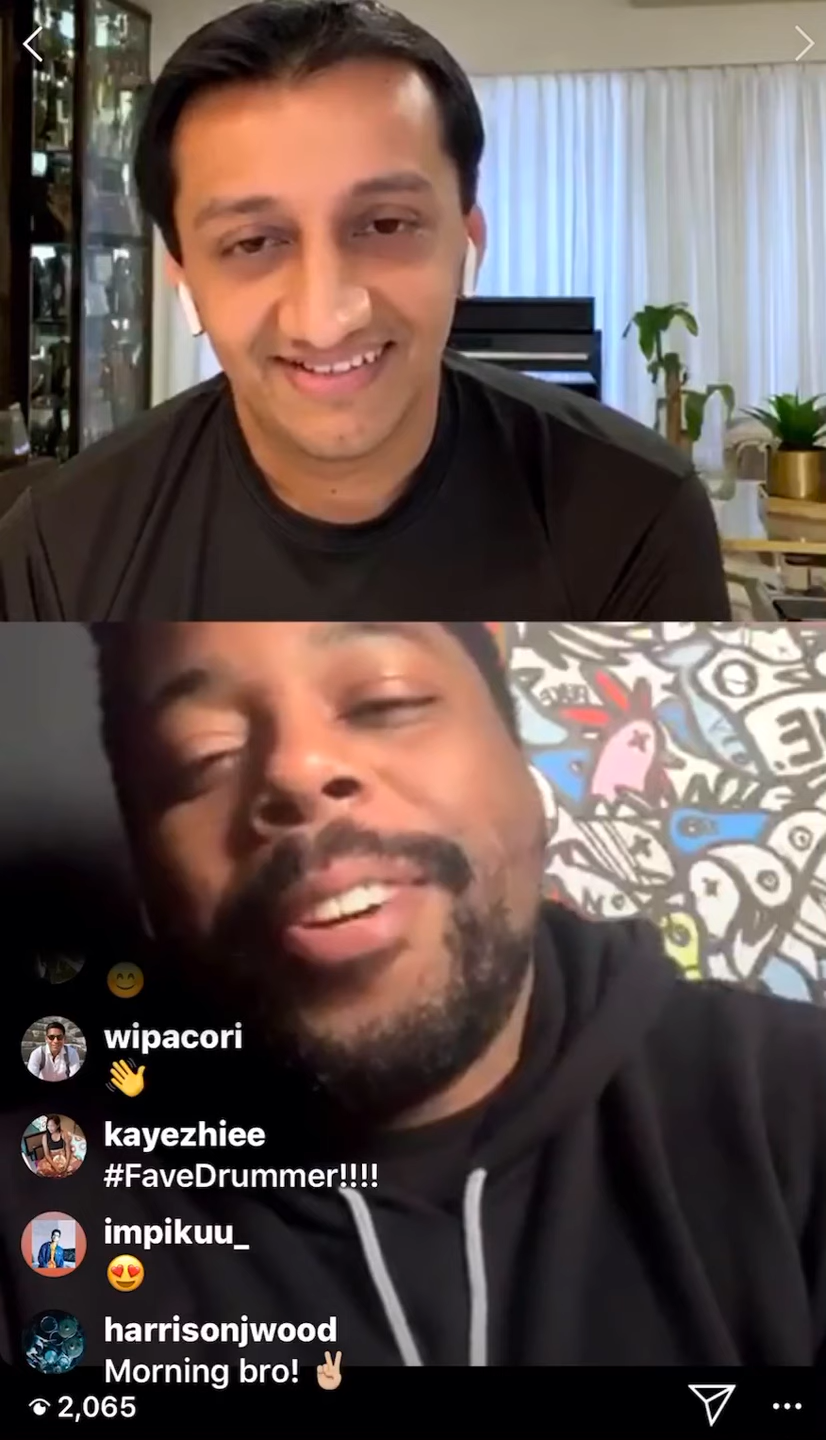 😊
wipacori
👋
kayezhiee
#FaveDrummer!!!!
impikuu_
😍
harrisonjwood
Morning bro! ✌🏼
2,065